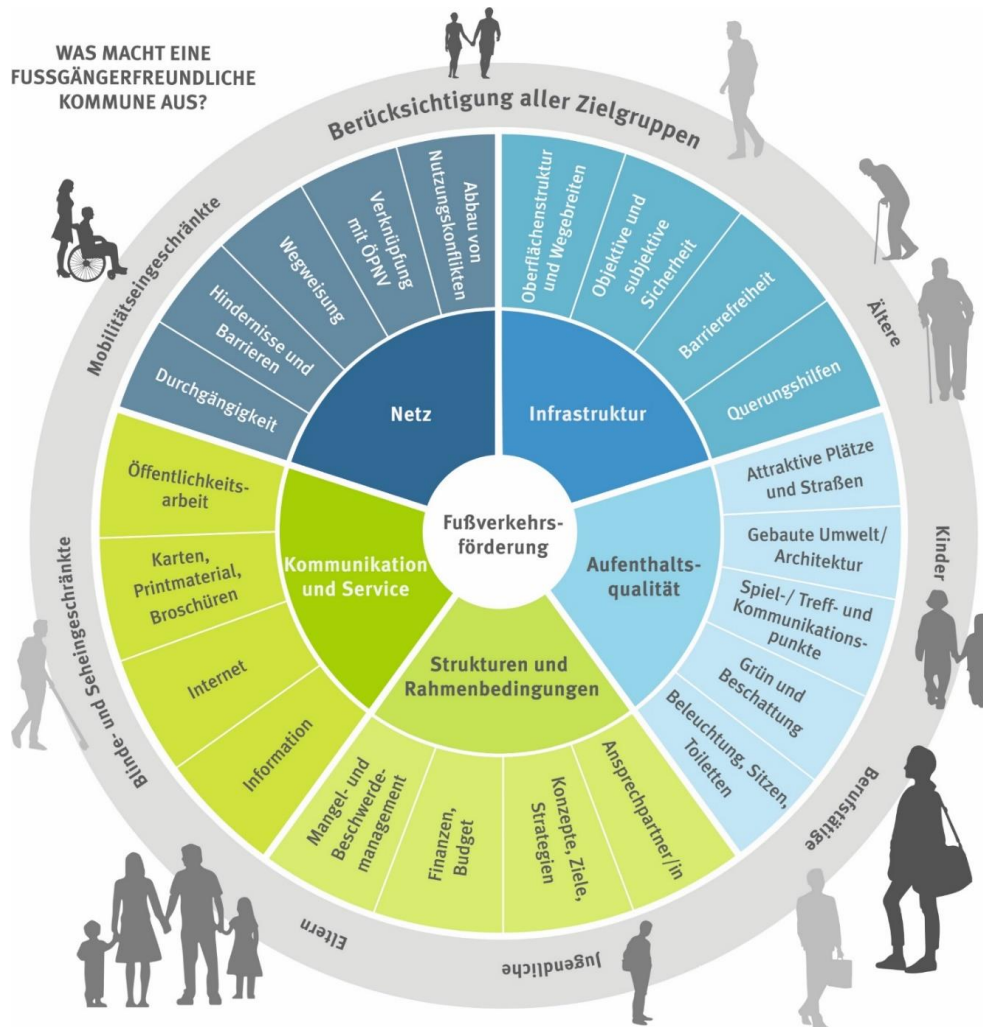 WAS MACHT EINE
FUSSGÄNGERFREUNDLICHE
KOMMUNE AUS?
Berücksichtigung aller Zielgruppen
Ältere
Kinder
Berufstätige
Jugendliche
Eltern
Blinde- und Seheingeschränkte
Mobilitätseingeschränkte
Fußverkehrs-
förderung
Netz
Durchgängigkeit
Hindernisse und
Barrieren
Wegweisung
Verknüpfung
mit ÖPNV
Abbau von
Nutzungskonflikten
Infrastruktur
Oberflächenstruktur
und Wegebreiten
Objektive und
subjektive
Sicherheit
Barrierefreiheit
Querungshilfen
Aufenthalts-
qualität
Attraktive Plätze
und Straßen
Gebaute Umwelt/
Architektur
Spiel-/ Treff- und
Kommunikations-
punkte
Grün und
Beschattung
Beleuchtung, Sitzen,
Toiletten
Strukturen und
Rahmenbedingungen
Ansprechpartner/in
Konzepte, Ziele,
Strategien
Finanzen,
Budget
Mangel- und
Beschwerde-
management
Kommunikation
und Service
Information
Internet
Karten,
Printmaterial,
Broschüren
Öffentlichkeits-
arbeit